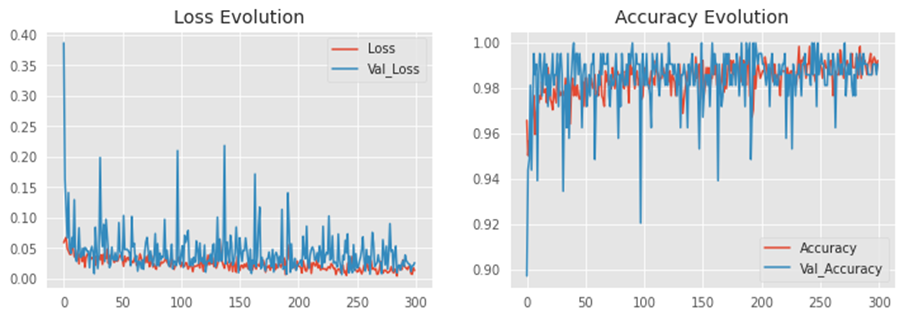 Loss Evolution
0.40
0.35
0.30
0.25
0.20
0.15
0.10
0.05
0.00
0 50 100 150 200 250 300
Loss
Val_Loss
Accuracy Evolution
1.00
0.98
0.96
0.94
0.92
0.90
0 50 100 150 200 250 300
Accuracy
Val_Accuracy